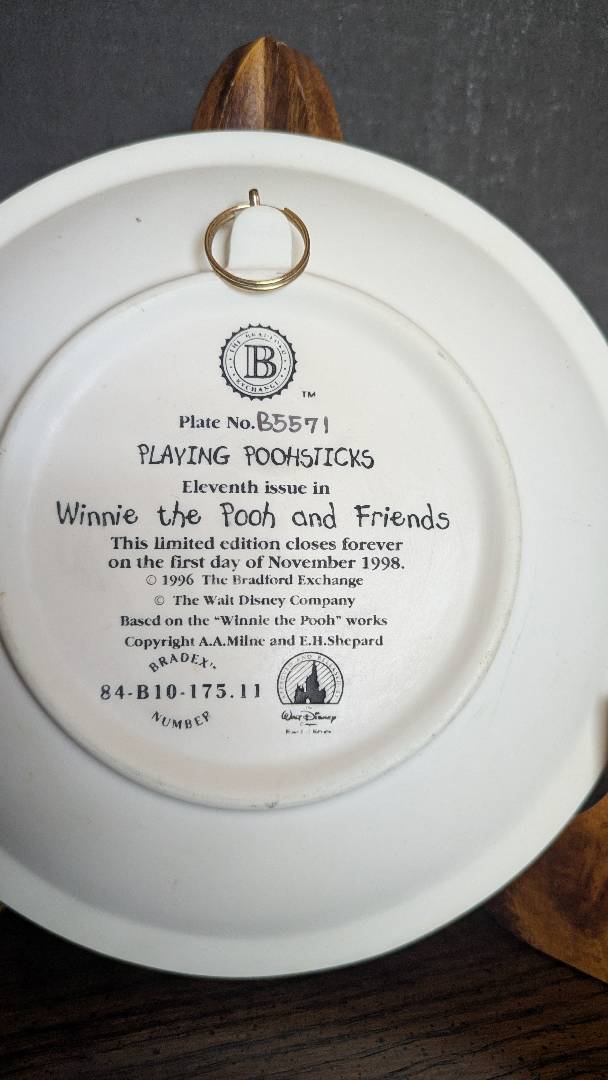 THE BRADFORD EXCHANGE
B
TM
Plate No. B5571
PLAYING POOHSTICKS
Eleventh issue in
Winnie the Pooh and Friends
This limited edition closes forever
on the first day of November 1998.
© 1996 The Bradford Exchange
© The Walt Disney Company
Based on the "Winnie the Pooh" works
Copyright A.A.Milne and E.H.Shepard
BRADEX™
84-B10-175.11
NUMBER
Walt Disney